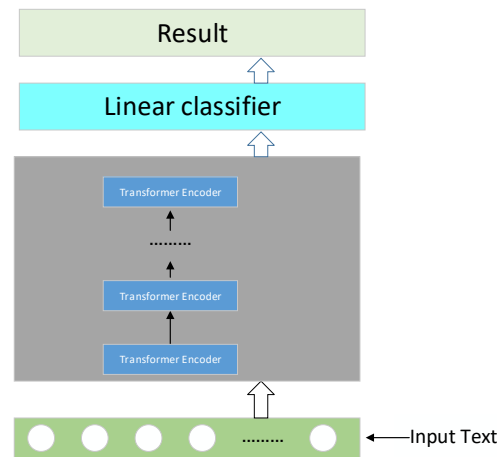 Result
Linear classifier
Transformer Encoder
.........
Transformer Encoder
Transformer Encoder
......... Input Text